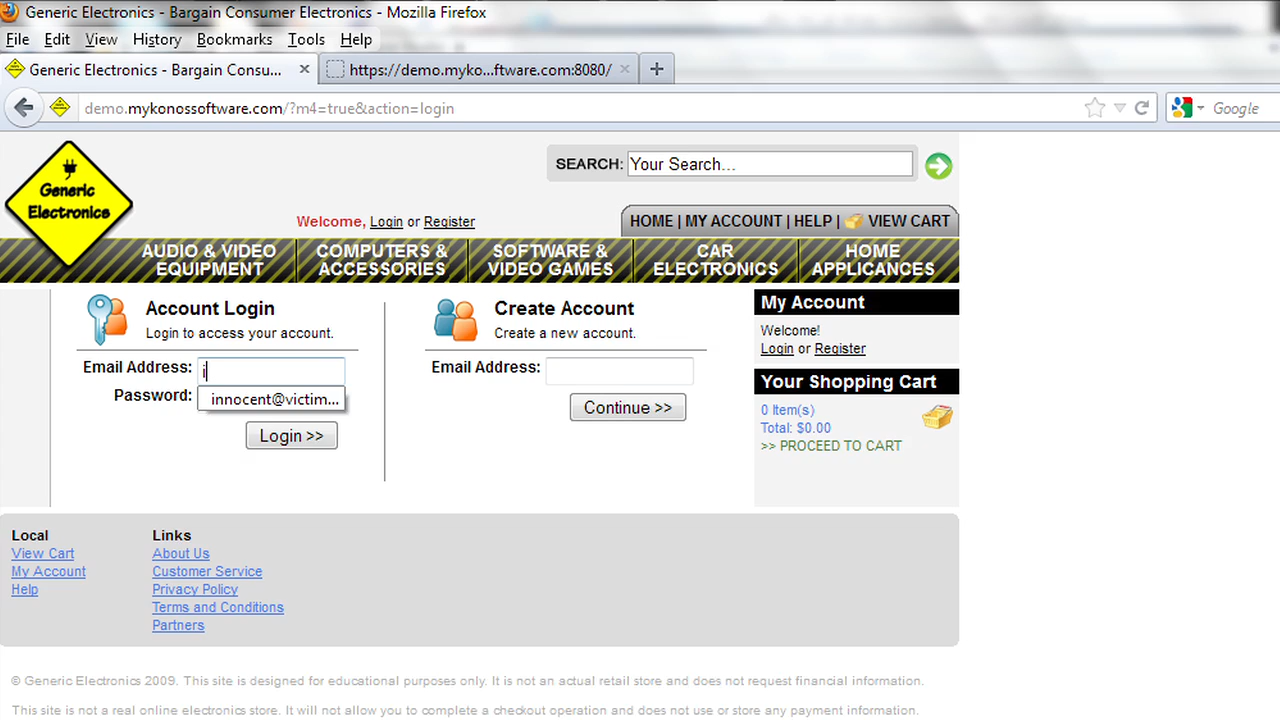 Generic Electronics - Bargain Consumer Electronics - Mozilla Firefox
File Edit View History Bookmarks Tools Help
Generic Electronics - Bargain Consu... × https://demo.myko...ftware.com:8080/ × +
demo.mykonossoftware.com/?m4=true&action=login Google
Generic
Electronics
SEARCH: Your Search...
Welcome, Login or Register
HOME | MY ACCOUNT | HELP | VIEW CART
AUDIO & VIDEO
EQUIPMENT
COMPUTERS &
ACCESSORIES
SOFTWARE &
VIDEO GAMES
CAR
ELECTRONICS
HOME
APPLICANCES
Account Login
Login to access your account.
Email Address: i
Password:
innocent@victim...
Login >>
Create Account
Create a new account.
Email Address:
Continue >>
My Account
Welcome!
Login or Register
Your Shopping Cart
0 Item(s)
Total: $0.00
>> PROCEED TO CART
Local
View Cart
My Account
Help
Links
About Us
Customer Service
Privacy Policy
Terms and Conditions
Partners
© Generic Electronics 2009. This site is designed for educational purposes only. It is not an actual retail store and does not request financial information.
This site is not a real online electronics store. It will not allow you to complete a checkout operation and does not use or store any payment information.